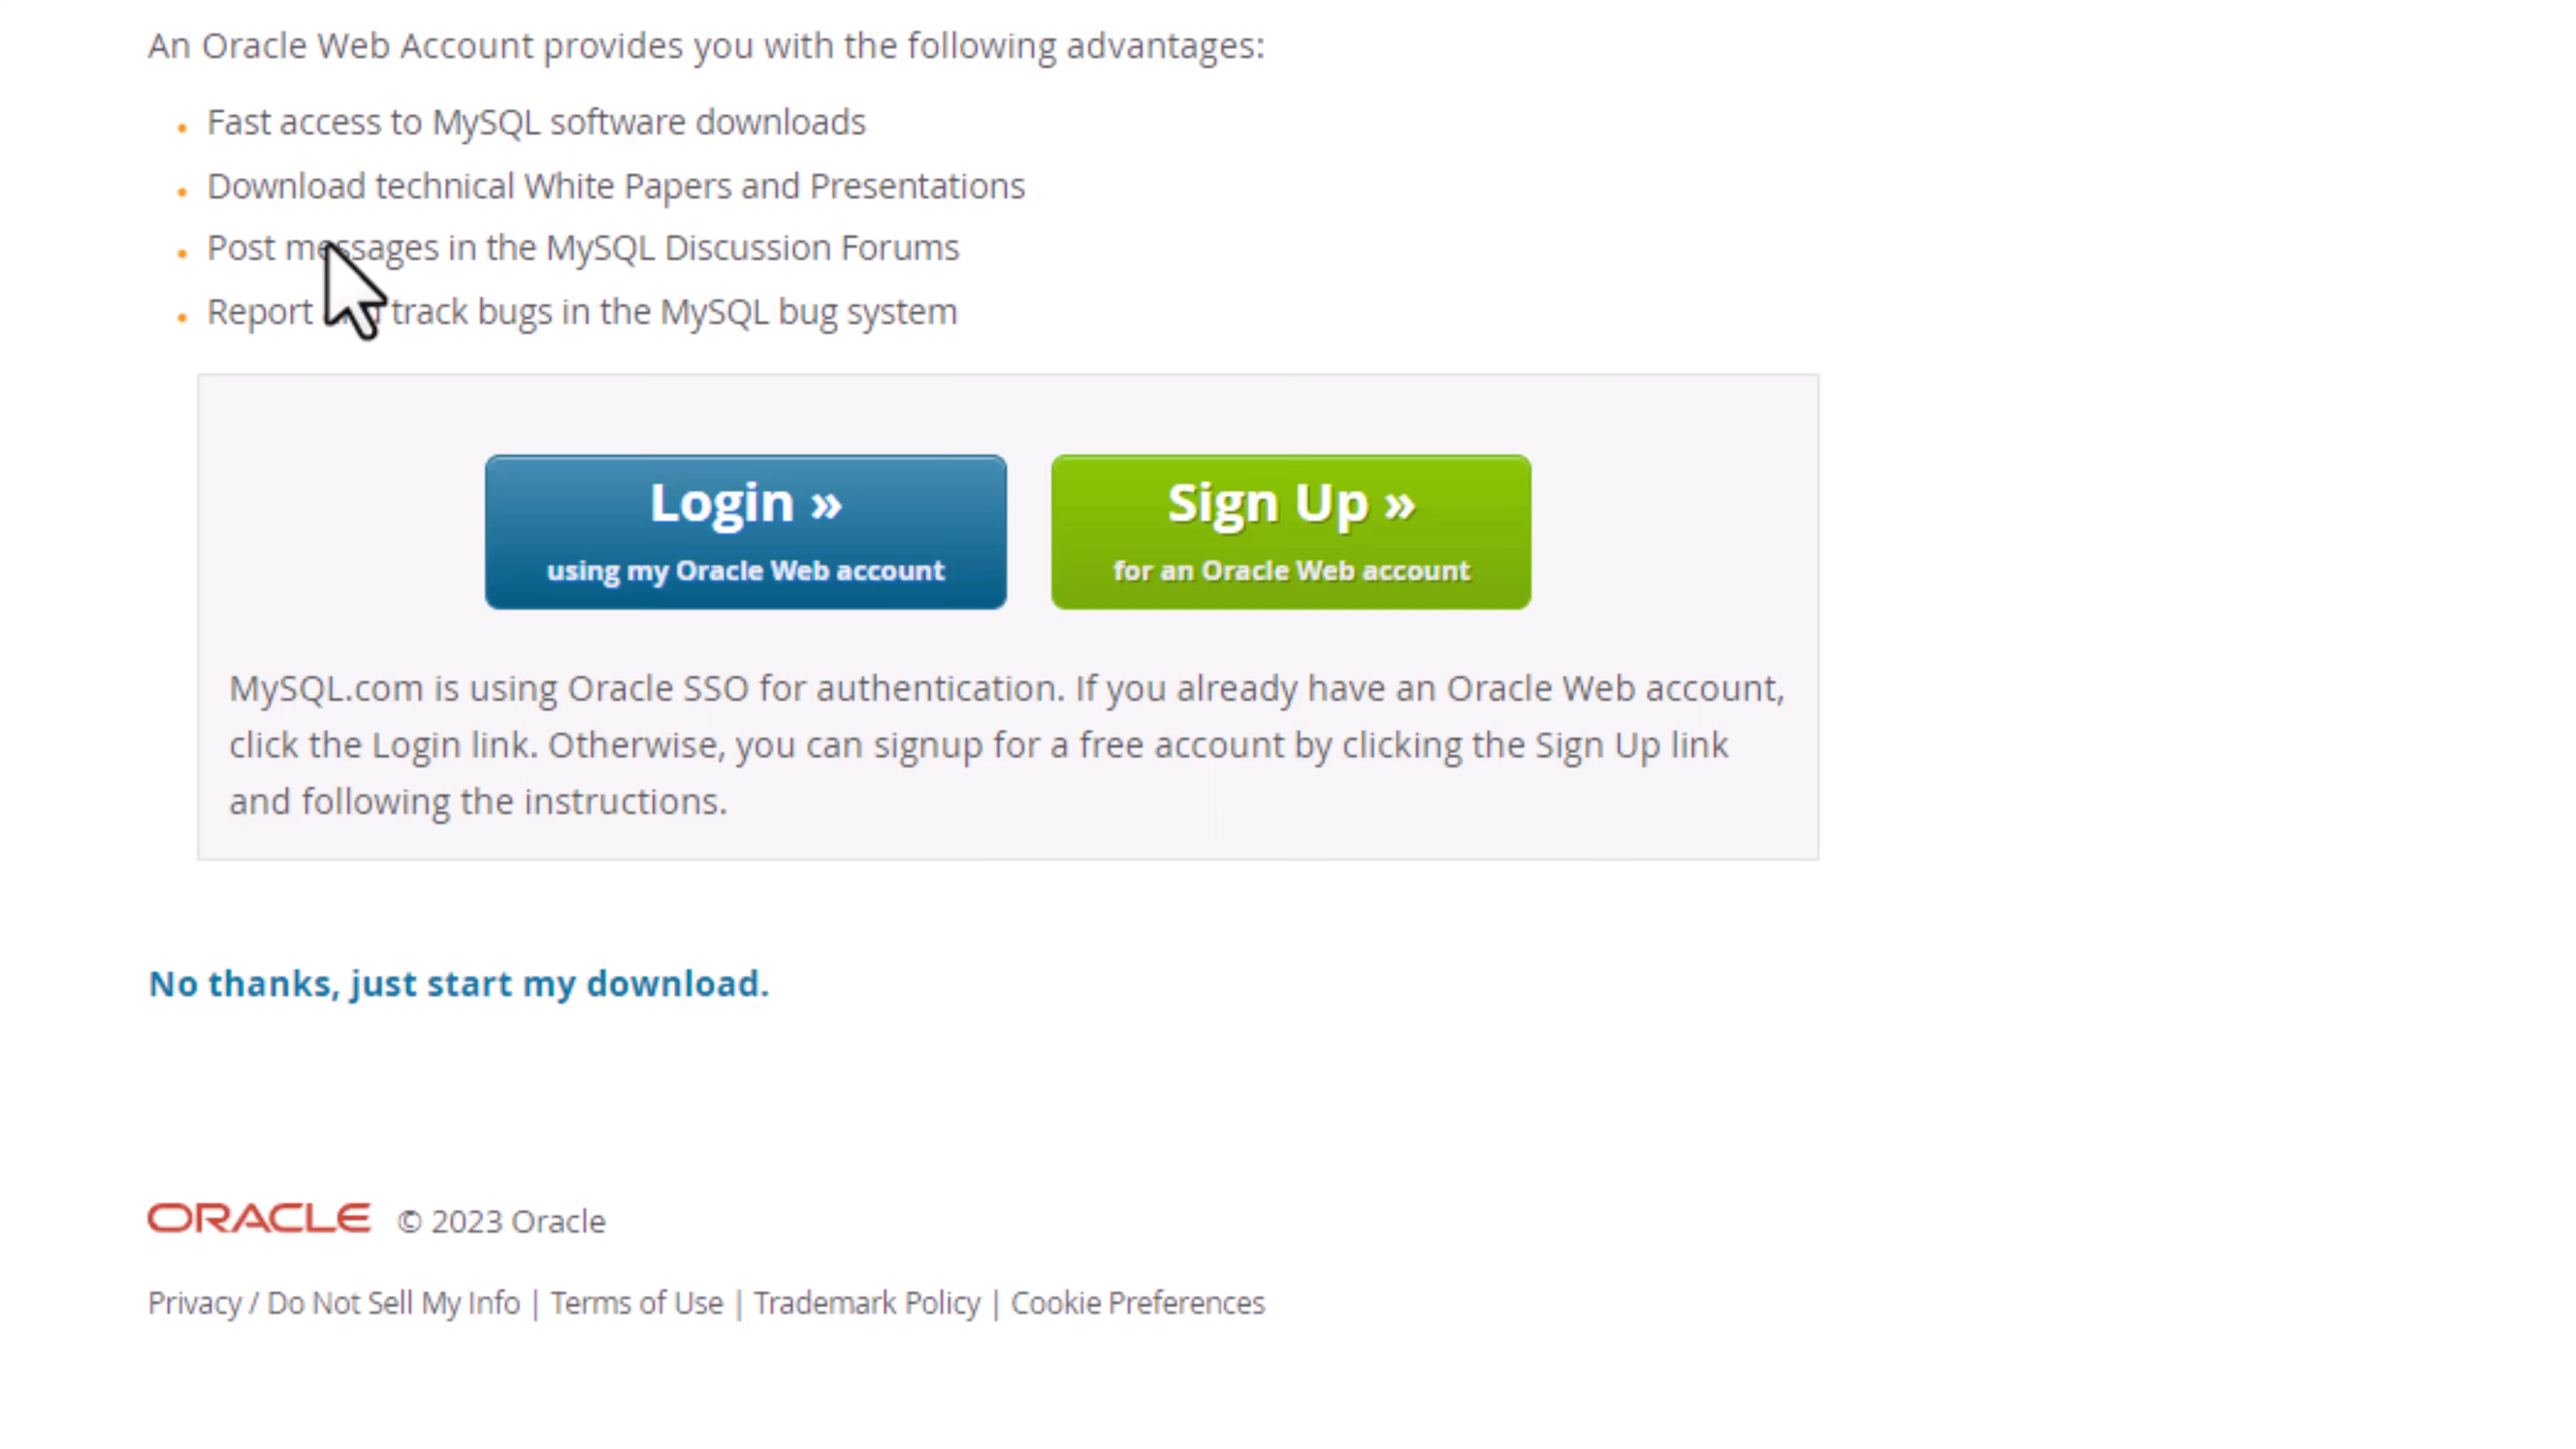 An Oracle Web Account provides you with the following advantages:
Fast access to MySQL software downloads
Download technical White Papers and Presentations
Post messages in the MySQL Discussion Forums
Report track bugs in the MySQL bug system
Login »
using my Oracle Web account
Sign Up »
for an Oracle Web account
MySQL.com is using Oracle SSO for authentication. If you already have an Oracle Web account,
click the Login link. Otherwise, you can signup for a free account by clicking the Sign Up link
and following the instructions.
No thanks, just start my download.
ORACLE © 2023 Oracle
Privacy / Do Not Sell My Info | Terms of Use | Trademark Policy | Cookie Preferences